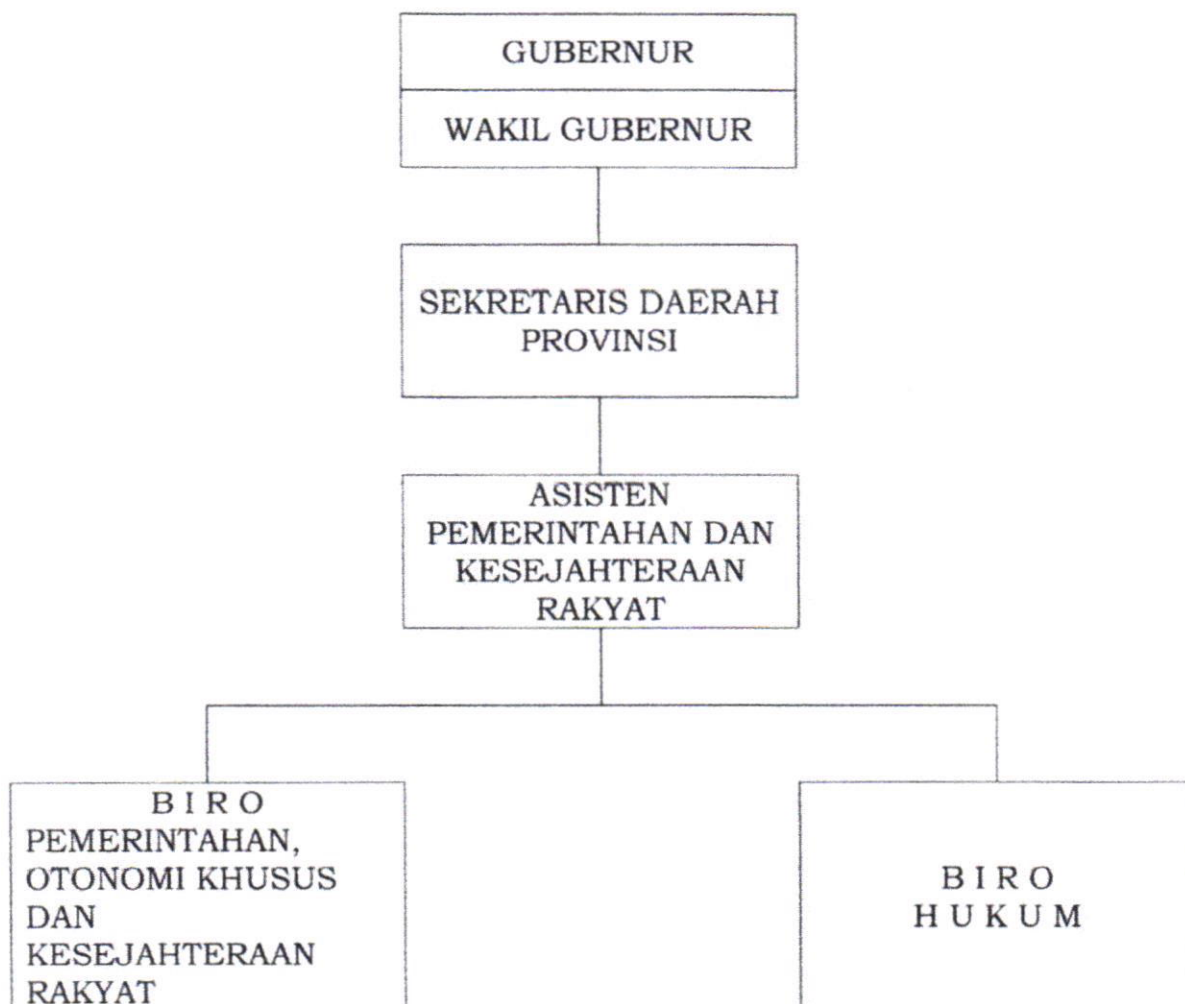 GUBERNUR
WAKIL GUBERNUR
SEKRETARIS DAERAH
PROVINSI
ASISTEN
PEMERINTAHAN DAN
KESEJAHTERAAN
RAKYAT
B I R O
PEMERINTAHAN,
OTONOMI KHUSUS
DAN
KESEJAHTERAAN
RAKYAT
B I R O
H U K U M